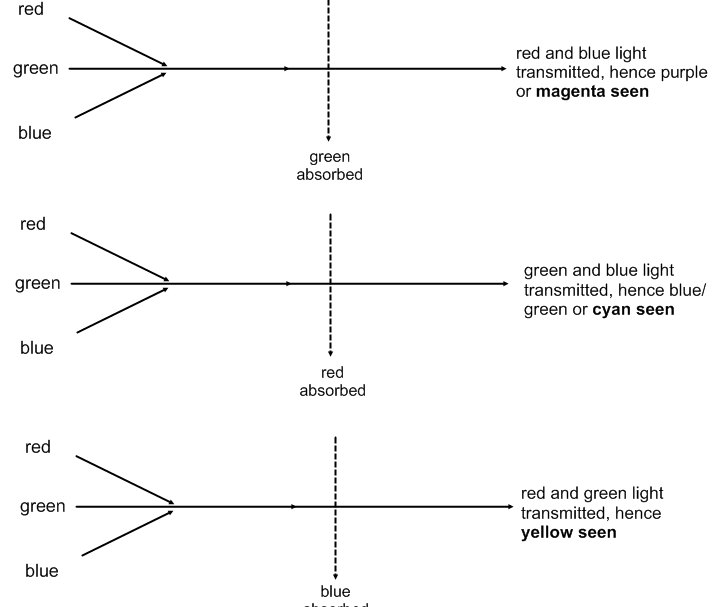 red
green
blue
red and blue light
transmitted, hence purple
or magenta seen
green
absorbed
red
green
blue
green and blue light
transmitted, hence blue/
green or cyan seen
red
absorbed
red
green
blue
red and green light
transmitted, hence
yellow seen
blue
absorbed